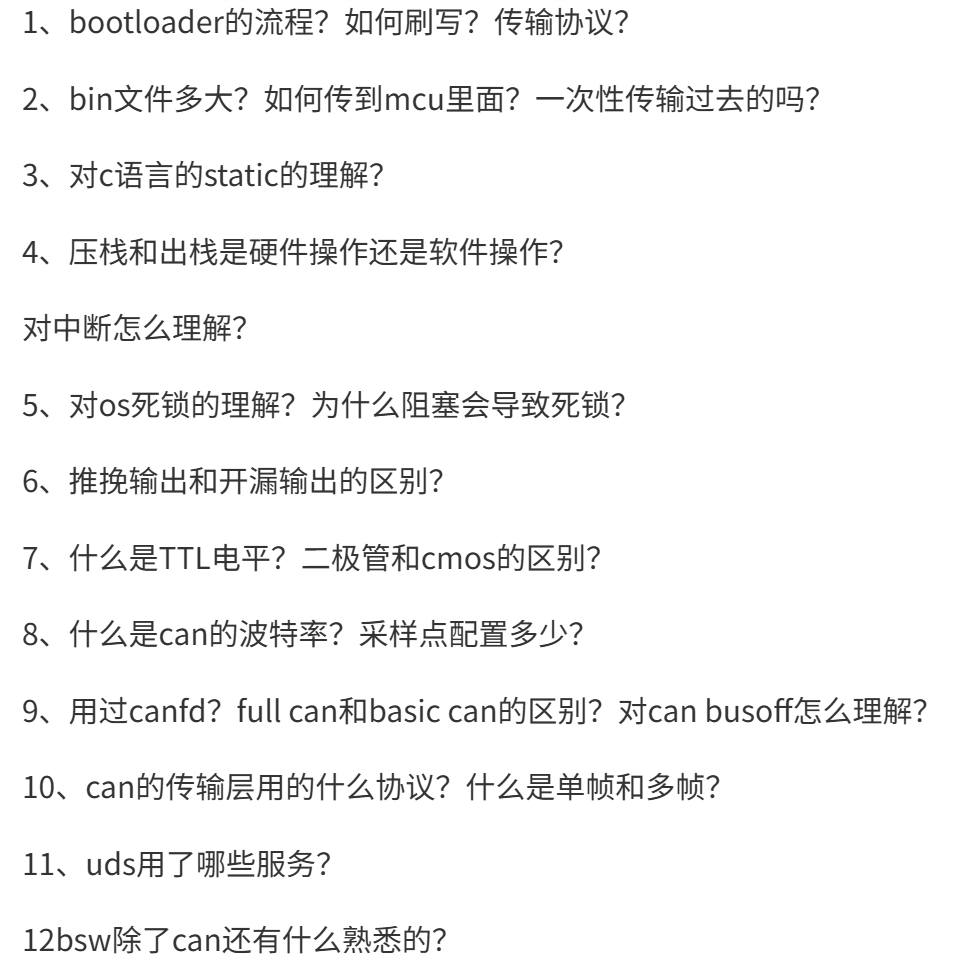 1、bootloader的流程？如何刷写？传输协议？
2、bin文件多大？如何传到mcu里面？一次性传输过去的吗？
3、对c语言的static的理解？
4、压栈和出栈是硬件操作还是软件操作？
对中断怎么理解？
5、对os死锁的理解？为什么阻塞会导致死锁？
6、推挽输出和开漏输出的区别？
7、什么是TTL电平？二极管和cmos的区别？
8、什么是can的波特率？采样点配置多少？
9、用过canfd？full can和basic can的区别？对can busoff怎么理解？
10、can的传输层用的什么协议？什么是单帧和多帧？
11、uds用了哪些服务？
12bsw除了can还有什么熟悉的？